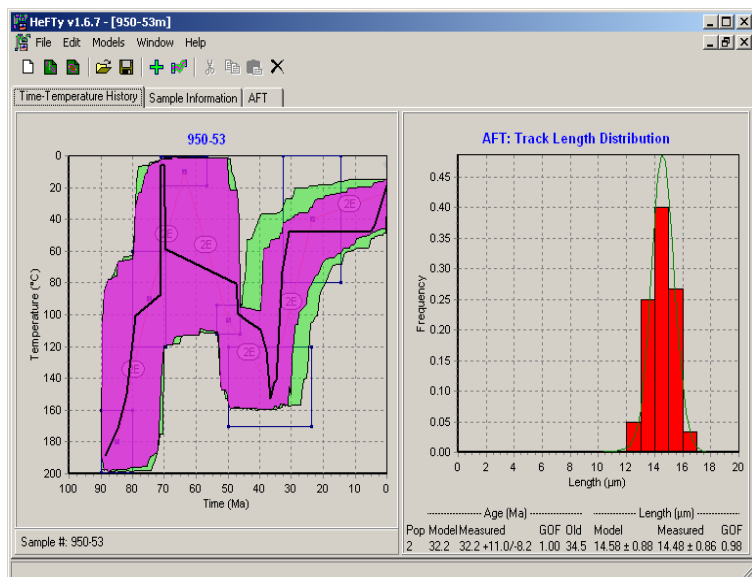 HeFTy v1.6.7 - [950-53m]
File Edit Models Window Help
Time-Temperature History Sample Information AFT
950-53
0
20
40
60
80
100
120
140
160
180
200
Temperature (°C)
2E 2E 2E
2E
2E 2E
100 90 80 70 60 50 40 30 20 10 0
Time (Ma)
Sample #: 950-53
AFT: Track Length Distribution
0.45
0.40
0.35
0.30
0.25
0.20
0.15
0.10
0.05
0.00
Frequency
0 2 4 6 8 10 12 14 16 18 20
Length (µm)
Age (Ma) Length (µm)
Pop Model Measured GOF Old Model Measured GOF
2 32.2 32.2 +11.0/-8.2 1.00 34.5 14.58 ± 0.88 14.48 ± 0.86 0.98